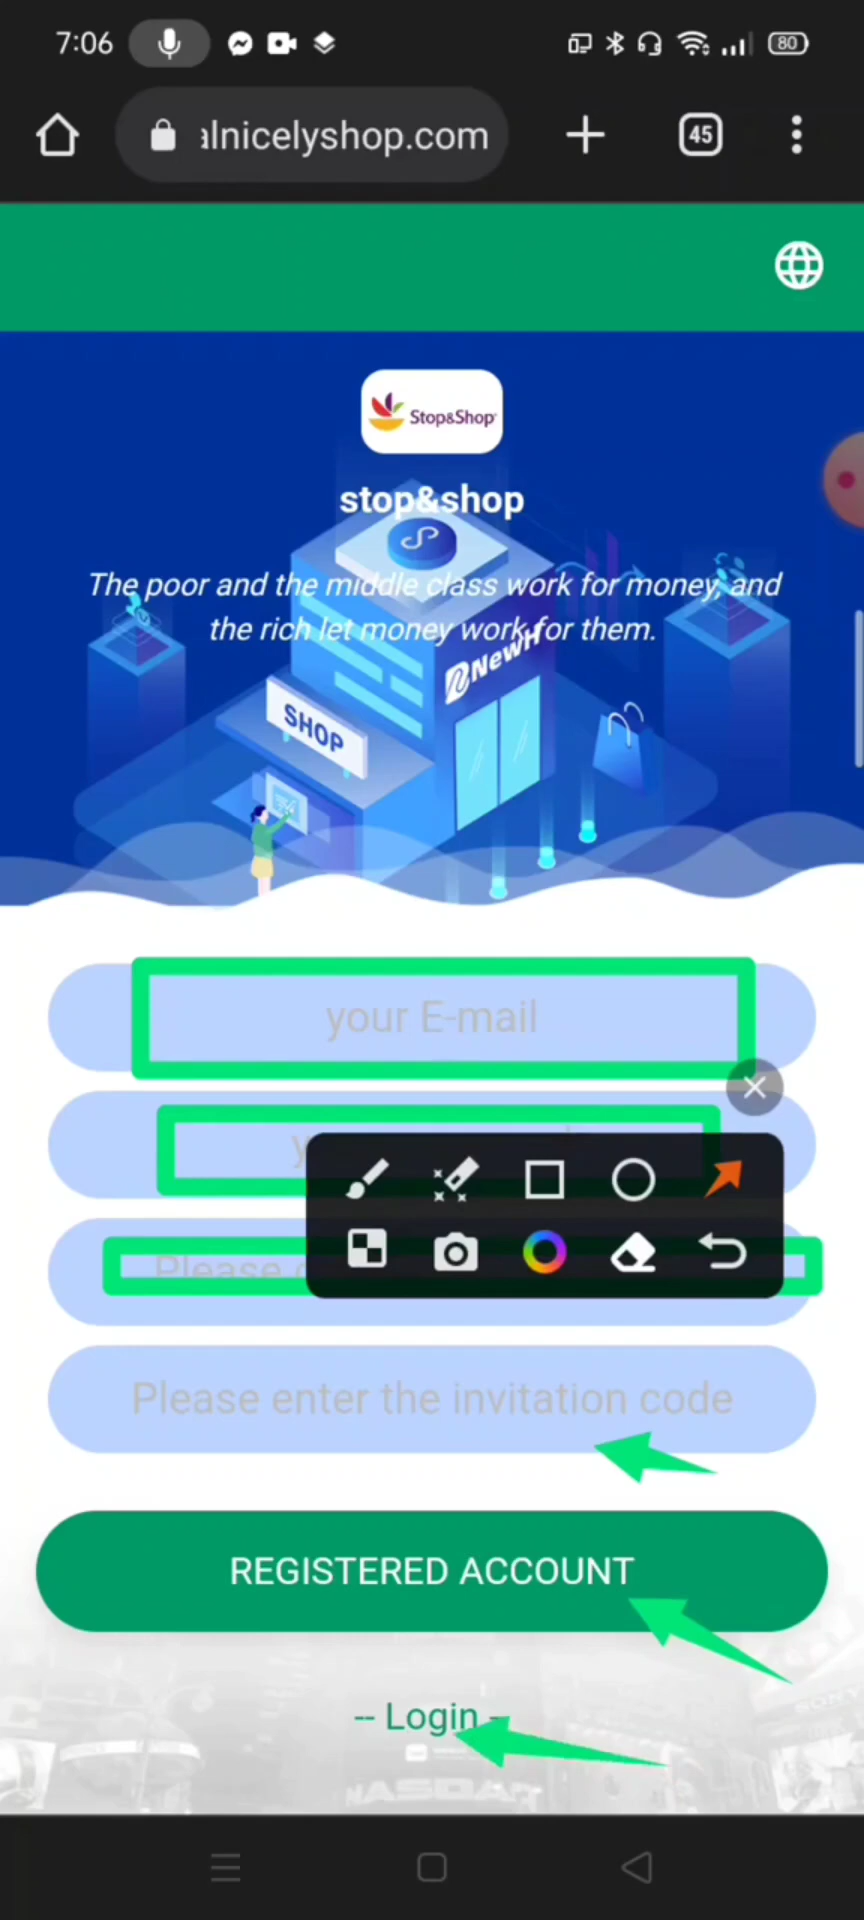 7:06
80
alnicelyshop.com
45
Stop&Shop
stop&shop
The poor and the middle class work for money, and
the rich let money work for them.
NewH
SHOP
your E-mail
Please
Please enter the invitation code
REGISTERED ACCOUNT
-- Login -
NASDAQ